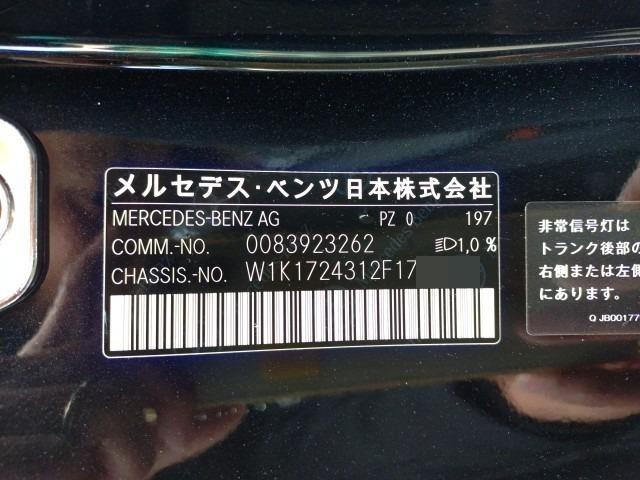 メルセデス・ベンツ日本株式会社
MERCEDES-BENZ AG PZ 0 197
COMM.-NO. 0083923262 1,0 %
CHASSIS.-NO. W1K1724312F17
非常信号灯は
トランク後部の
右側または左側
にあります。
Q JB00177